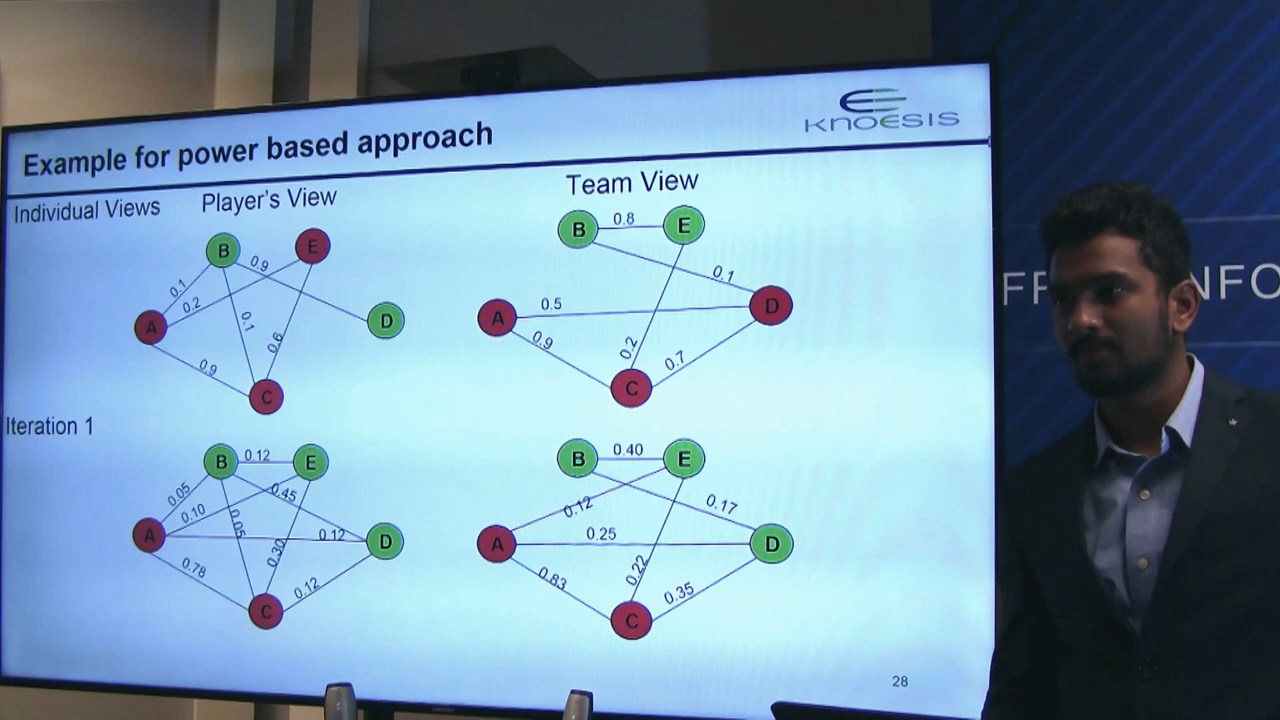 Example for power based approach
KNOESIS
Individual Views
Player's View
Team View
B
E
0.9
0.1
0.2
A
0.1
0.6
D
0.9
C
B
0.8
E
0.1
A
0.5
D
0.9
0.2
0.7
C
Iteration 1
B
0.12
E
0.05
0.45
0.10
0.05
A
0.12
D
0.30
0.78
0.12
C
B
0.40
E
0.12
0.17
A
0.25
D
0.83
0.22
0.35
C
28